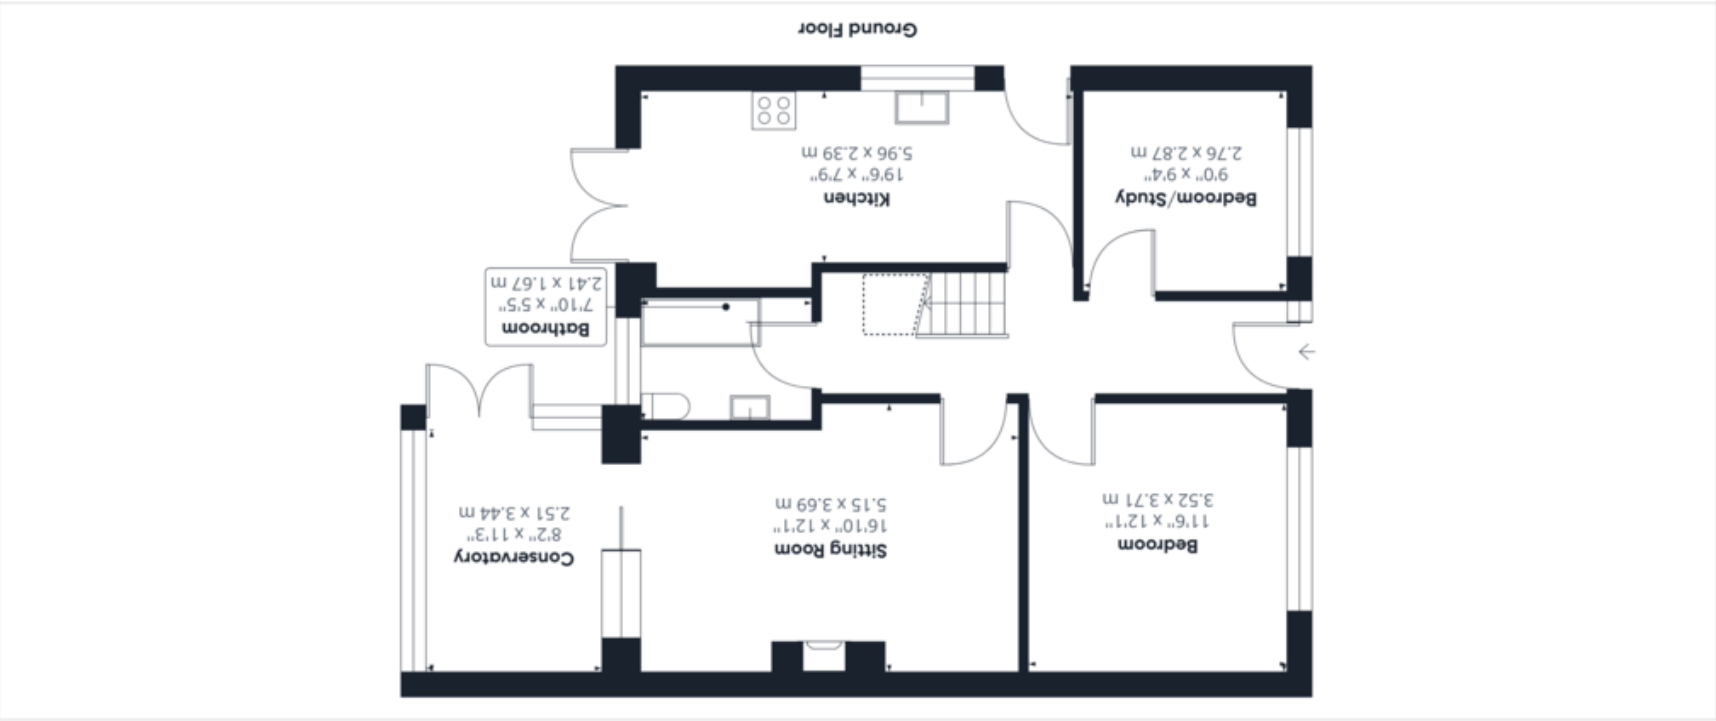 Bedroom
11'6" x 12'1"
3.52 x 3.71 m
Sitting Room
16'10" x 12'1"
5.15 x 3.69 m
Conservatory
8'2" x 11'3"
2.51 x 3.44 m
Bathroom
7'10" x 5'5"
2.41 x 1.67 m
Bedroom/Study
9'0" x 9'4"
2.76 x 2.87 m
Kitchen
19'6" x 7'9"
5.96 x 2.39 m
Ground Floor